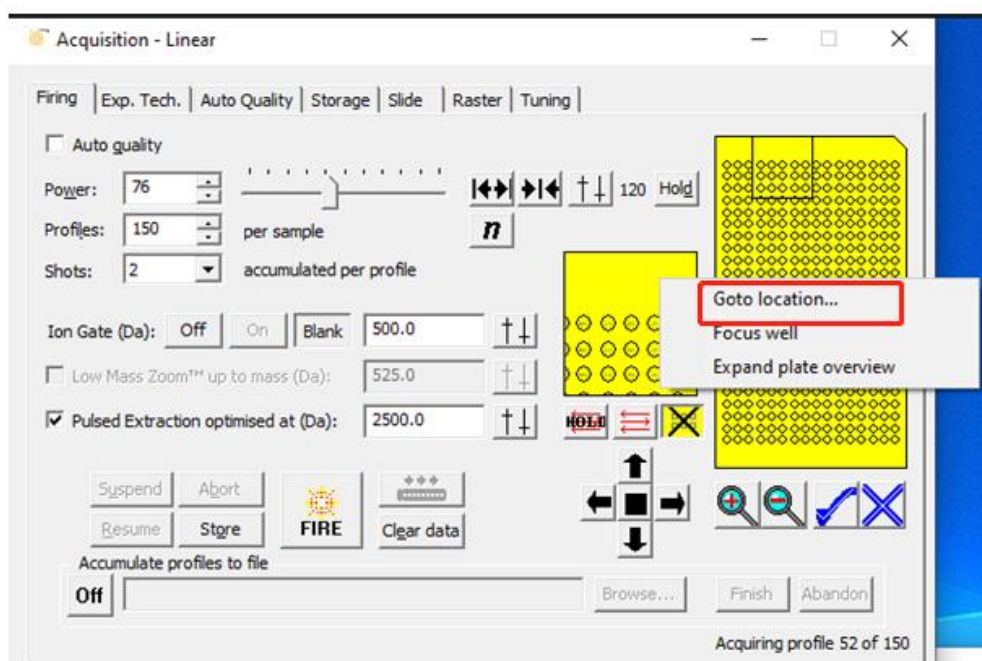 Acquisition - Linear
Firing Exp. Tech. Auto Quality Storage Slide Raster Tuning
Auto quality
Power: 76 120 Hold
Profiles: 150 per sample n
Shots: 2 accumulated per profile
Goto location...
Focus well
Expand plate overview
Ion Gate (Da): Off On Blank 500.0
Low Mass Zoom™ up to mass (Da): 525.0
Pulsed Extraction optimised at (Da): 2500.0 HOLD
Suspend Abort
Resume Store FIRE Clear data
Accumulate profiles to file
Off Browse... Finish Abandon
Acquiring profile 52 of 150